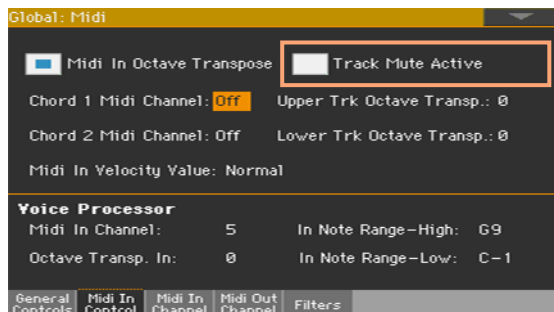 Global: Midi
Midi In Octave Transpose Track Mute Active
Chord 1 Midi Channel: Off Upper Trk Octave Transp.: 0
Chord 2 Midi Channel: Off Lower Trk Octave Transp.: 0
Midi In Velocity Value: Normal
Voice Processor
Midi In Channel: 5 In Note Range-High: G9
Octave Transp. In: 0 In Note Range-Low: C-1
General Midi In Midi In Midi Out Filters
Controls Control Channel Channel